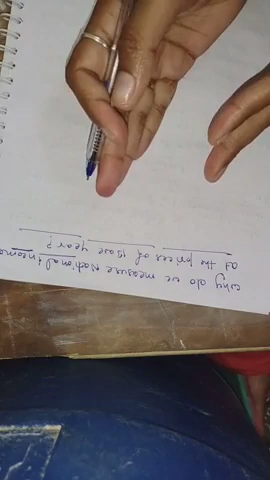 Why do we measure National income
at the prices of Base year?